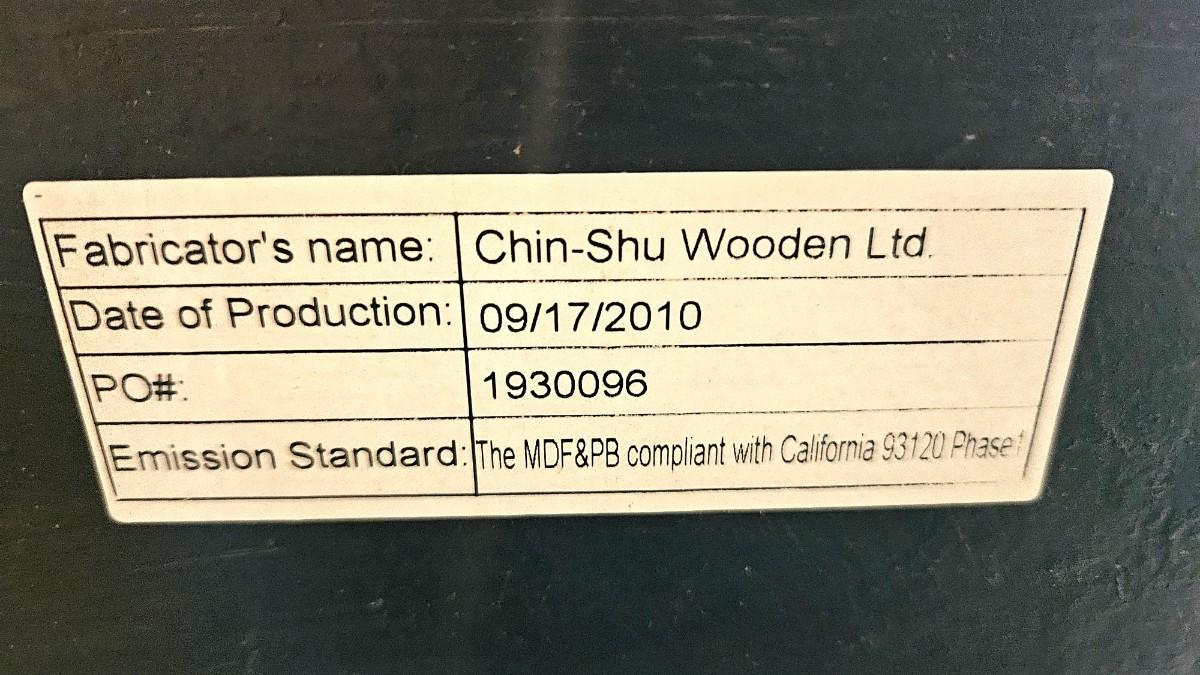 Fabricator's name: Chin-Shu Wooden Ltd.
Date of Production: 09/17/2010
PO#: 1930096
Emission Standard: The MDF&PB compliant with California 93120 Phase